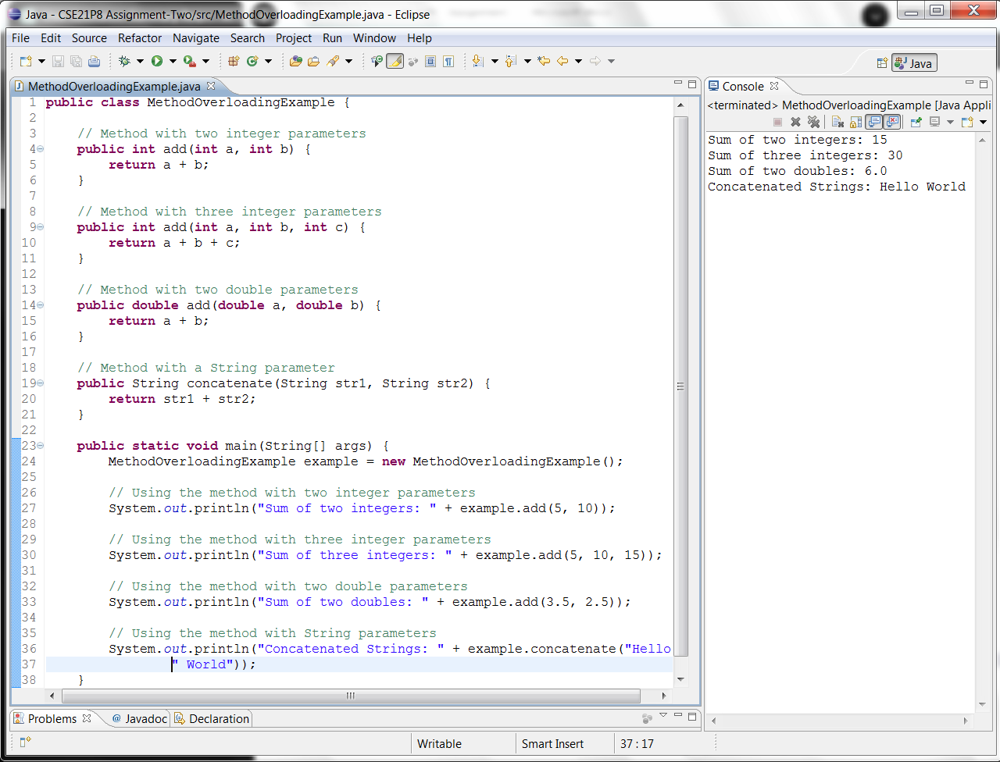 Java - CSE21P8 Assignment-Two/src/MethodOverloadingExample.java - Eclipse
File Edit Source Refactor Navigate Search Project Run Window Help
Java
MethodOverloadingExample.java
1 public class MethodOverloadingExample {
2
3     // Method with two integer parameters
4     public int add(int a, int b) {
5         return a + b;
6     }
7
8     // Method with three integer parameters
9     public int add(int a, int b, int c) {
10         return a + b + c;
11     }
12
13     // Method with two double parameters
14     public double add(double a, double b) {
15         return a + b;
16     }
17
18     // Method with a String parameter
19     public String concatenate(String str1, String str2) {
20         return str1 + str2;
21     }
22
23     public static void main(String[] args) {
24         MethodOverloadingExample example = new MethodOverloadingExample();
25
26         // Using the method with two integer parameters
27         System.out.println("Sum of two integers: " + example.add(5, 10));
28
29         // Using the method with three integer parameters
30         System.out.println("Sum of three integers: " + example.add(5, 10, 15));
31
32         // Using the method with two double parameters
33         System.out.println("Sum of two doubles: " + example.add(3.5, 2.5));
34
35         // Using the method with String parameters
36         System.out.println("Concatenated Strings: " + example.concatenate("Hello
37                 " World"));
38     }
Console
<terminated> MethodOverloadingExample [Java Appli
Sum of two integers: 15
Sum of three integers: 30
Sum of two doubles: 6.0
Concatenated Strings: Hello World
Problems @ Javadoc Declaration
Writable Smart Insert 37 : 17